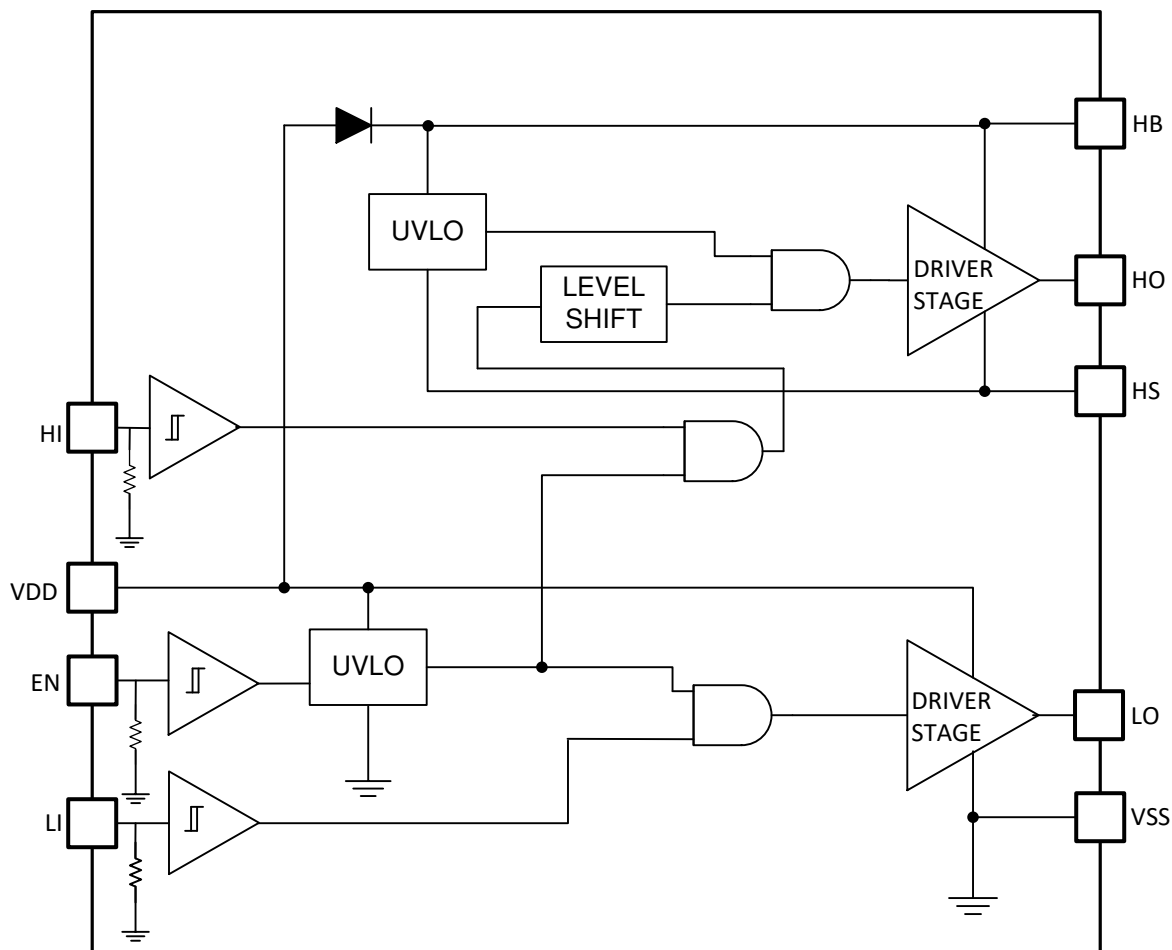 HB
UVLO
LEVEL
SHIFT
DRIVER
STAGE
HO
HS
HI
VDD
EN
UVLO
DRIVER
STAGE
LO
LI
VSS